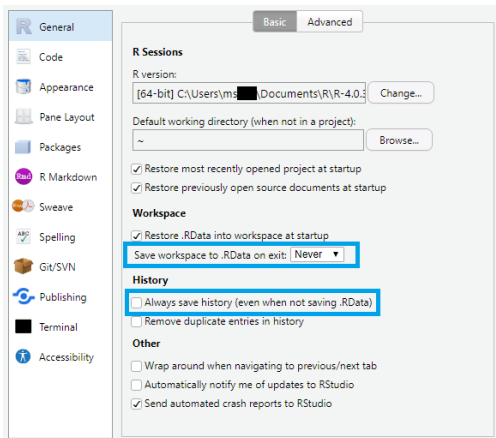 Basic Advanced
General
Code
Appearance
Pane Layout
Packages
Rmd R Markdown
Sweave
ABC Spelling
Git/SVN
Publishing
Terminal
Accessibility
R Sessions
R version:
[64-bit] C:\Users\ms \Documents\R\R-4.0.3 Change...
Default working directory (when not in a project):
~ Browse...
Restore most recently opened project at startup
Restore previously open source documents at startup
Workspace
Restore .RData into workspace at startup
Save workspace to .RData on exit: Never
History
Always save history (even when not saving .RData)
Remove duplicate entries in history
Other
Wrap around when navigating to previous/next tab
Automatically notify me of updates to RStudio
Send automated crash reports to RStudio